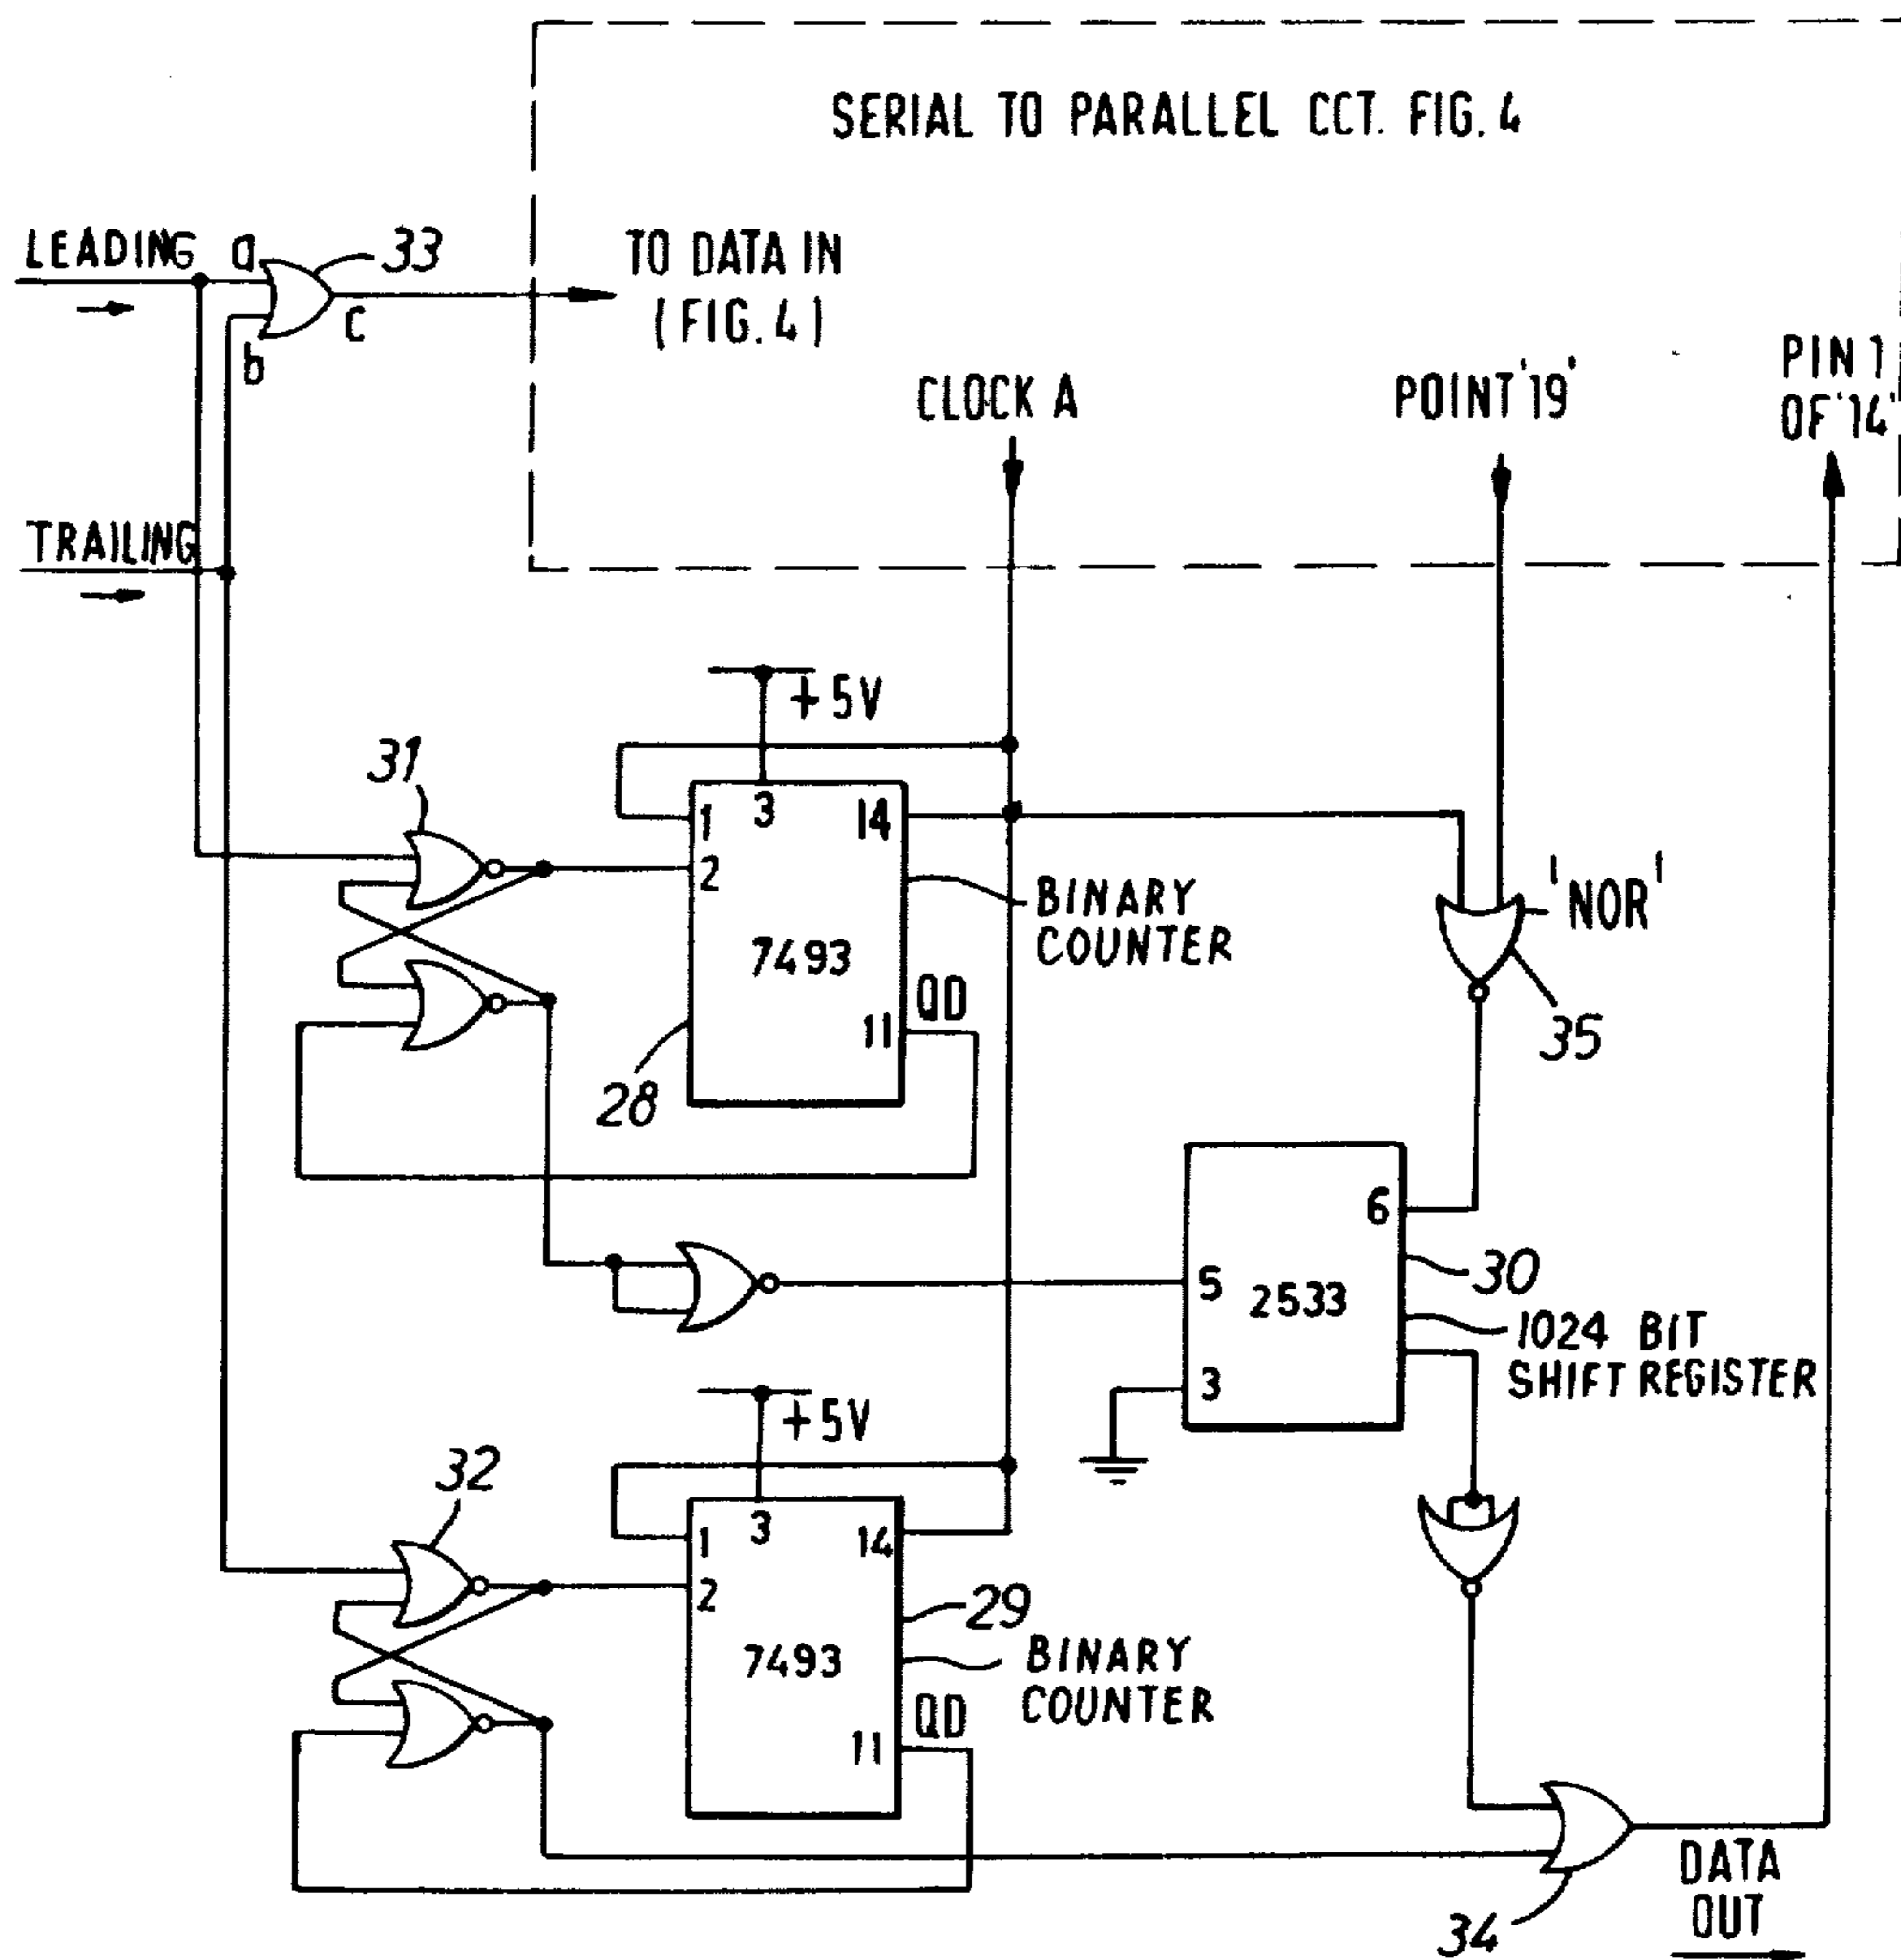 SERIAL TO PARALLEL CCT. FIG. 4
LEADING
a
33
TO DATA IN
(FIG. 4)
c
b
CLOCK A
POINT '19'
PIN 1
OF '14'
TRAILING
+5V
31
1
3
14
2
BINARY
COUNTER
'NOR'
7493
QD
11
35
28
6
5
2533
30
1024 BIT
SHIFT REGISTER
3
+5V
32
1
3
14
2
29
7493
BINARY
COUNTER
QD
11
DATA
OUT
34